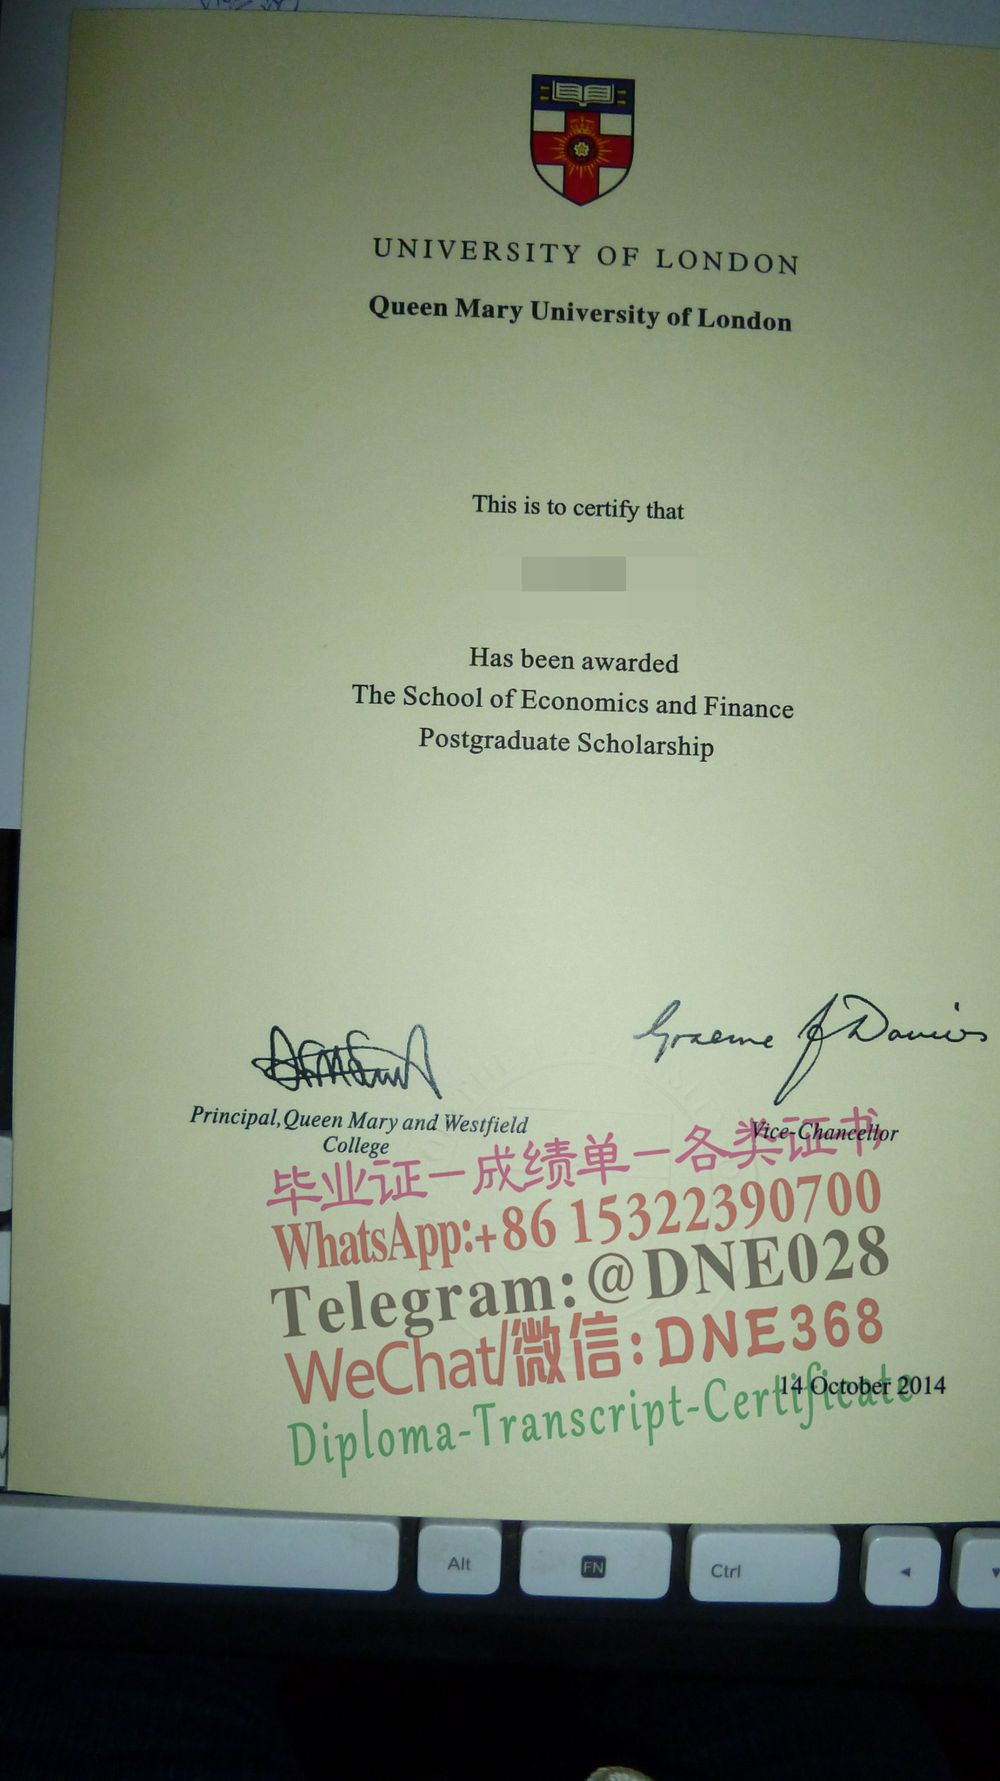 UNIVERSITY OF LONDON
Queen Mary University of London
This is to certify that
Has been awarded
The School of Economics and Finance
Postgraduate Scholarship
Graeme J Davies
Principal,Queen Mary and Westfield
College
Vice-Chancellor
毕业证－成绩单－各类证书
WhatsApp:+86 15322390700
Telegram:@DNE028
WeChat/微信:DNE368
14 October 2014
Diploma-Transcript-Certificate
Alt
FN
Ctrl